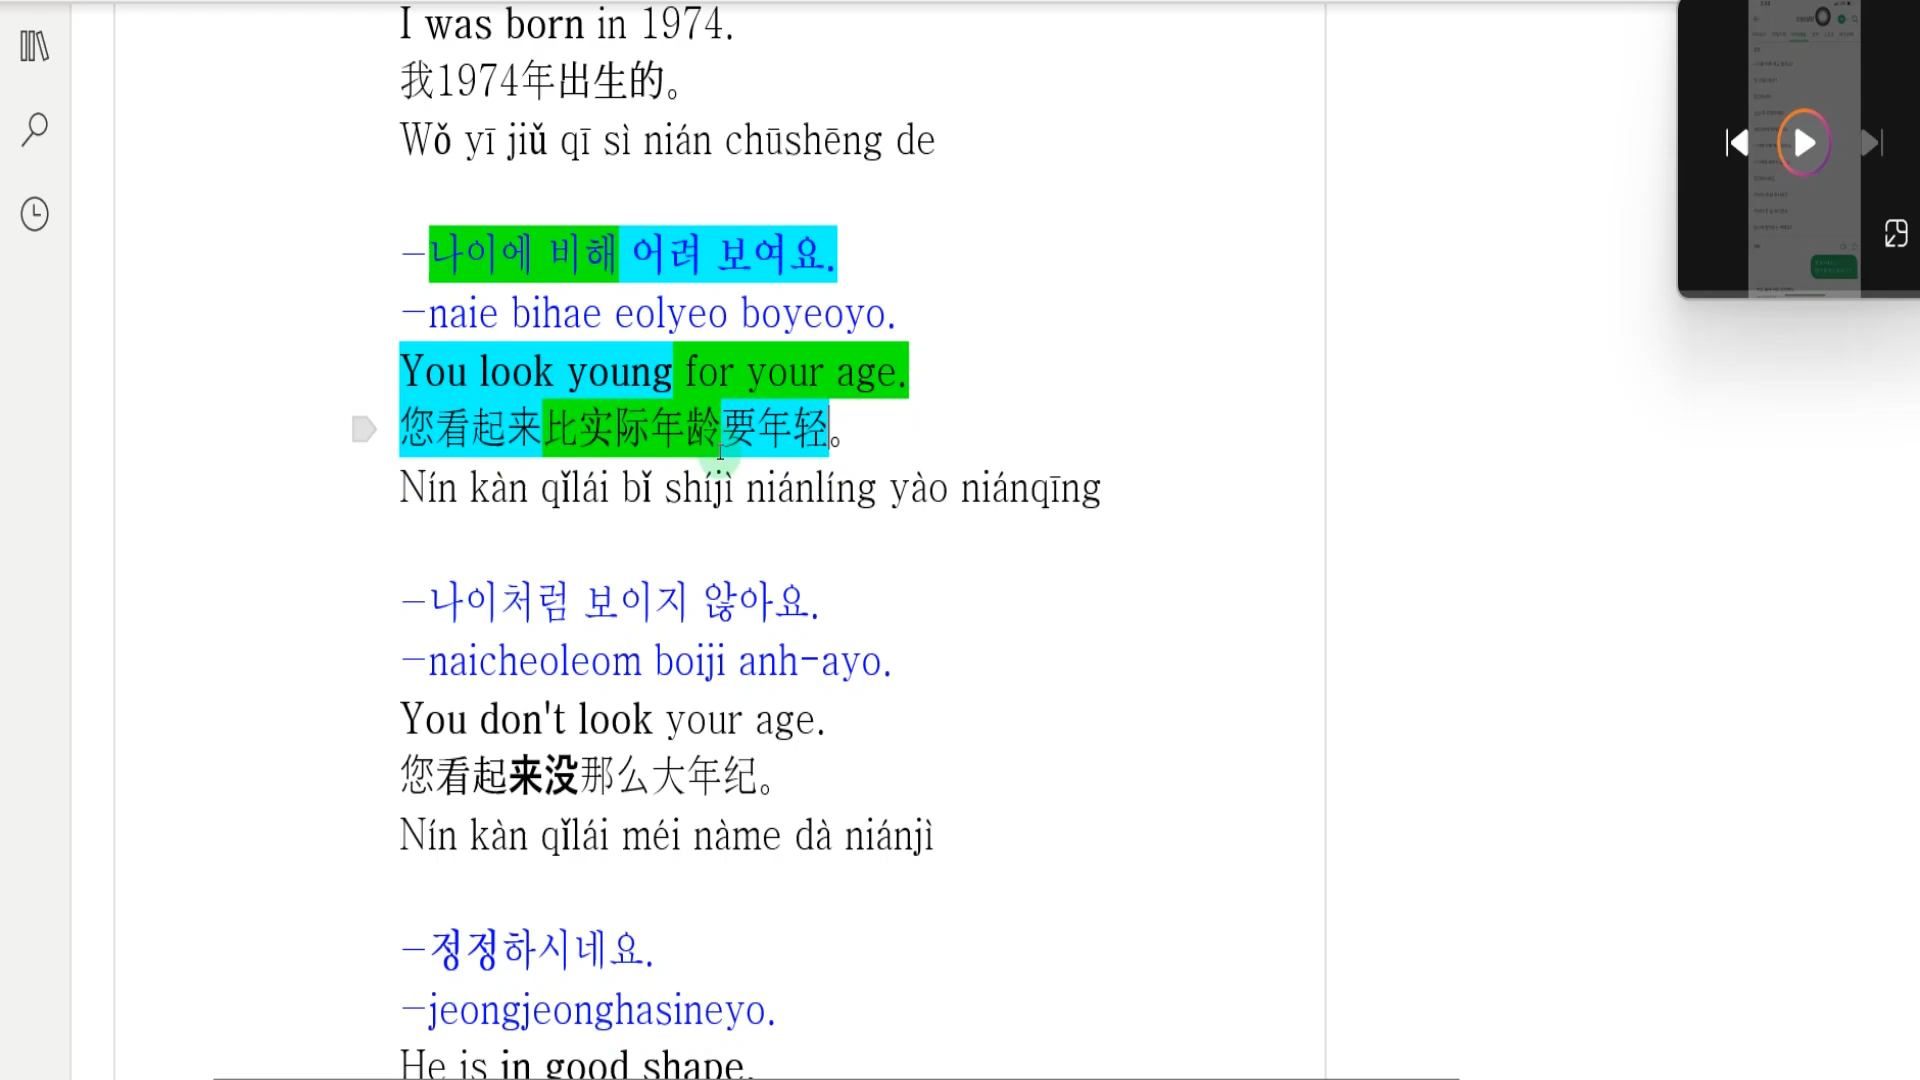 I was born in 1974.
我1974年出生的。
Wǒ yī jiǔ qī sì nián chūshēng de
-나이에 비해 어려 보여요.
-naie bihae eolyeo boyeoyo.
You look young for your age.
您看起来比实际年龄要年轻。
Nín kàn qǐlái bǐ shíjì niánlíng yào niánqīng
-나이처럼 보이지 않아요.
-naicheoleom boiji anh-ayo.
You don't look your age.
您看起来没那么大年纪。
Nín kàn qǐlái méi nàme dà niánjì
-정정하시네요.
-jeongjeonghasineyo.
He is in good shape.